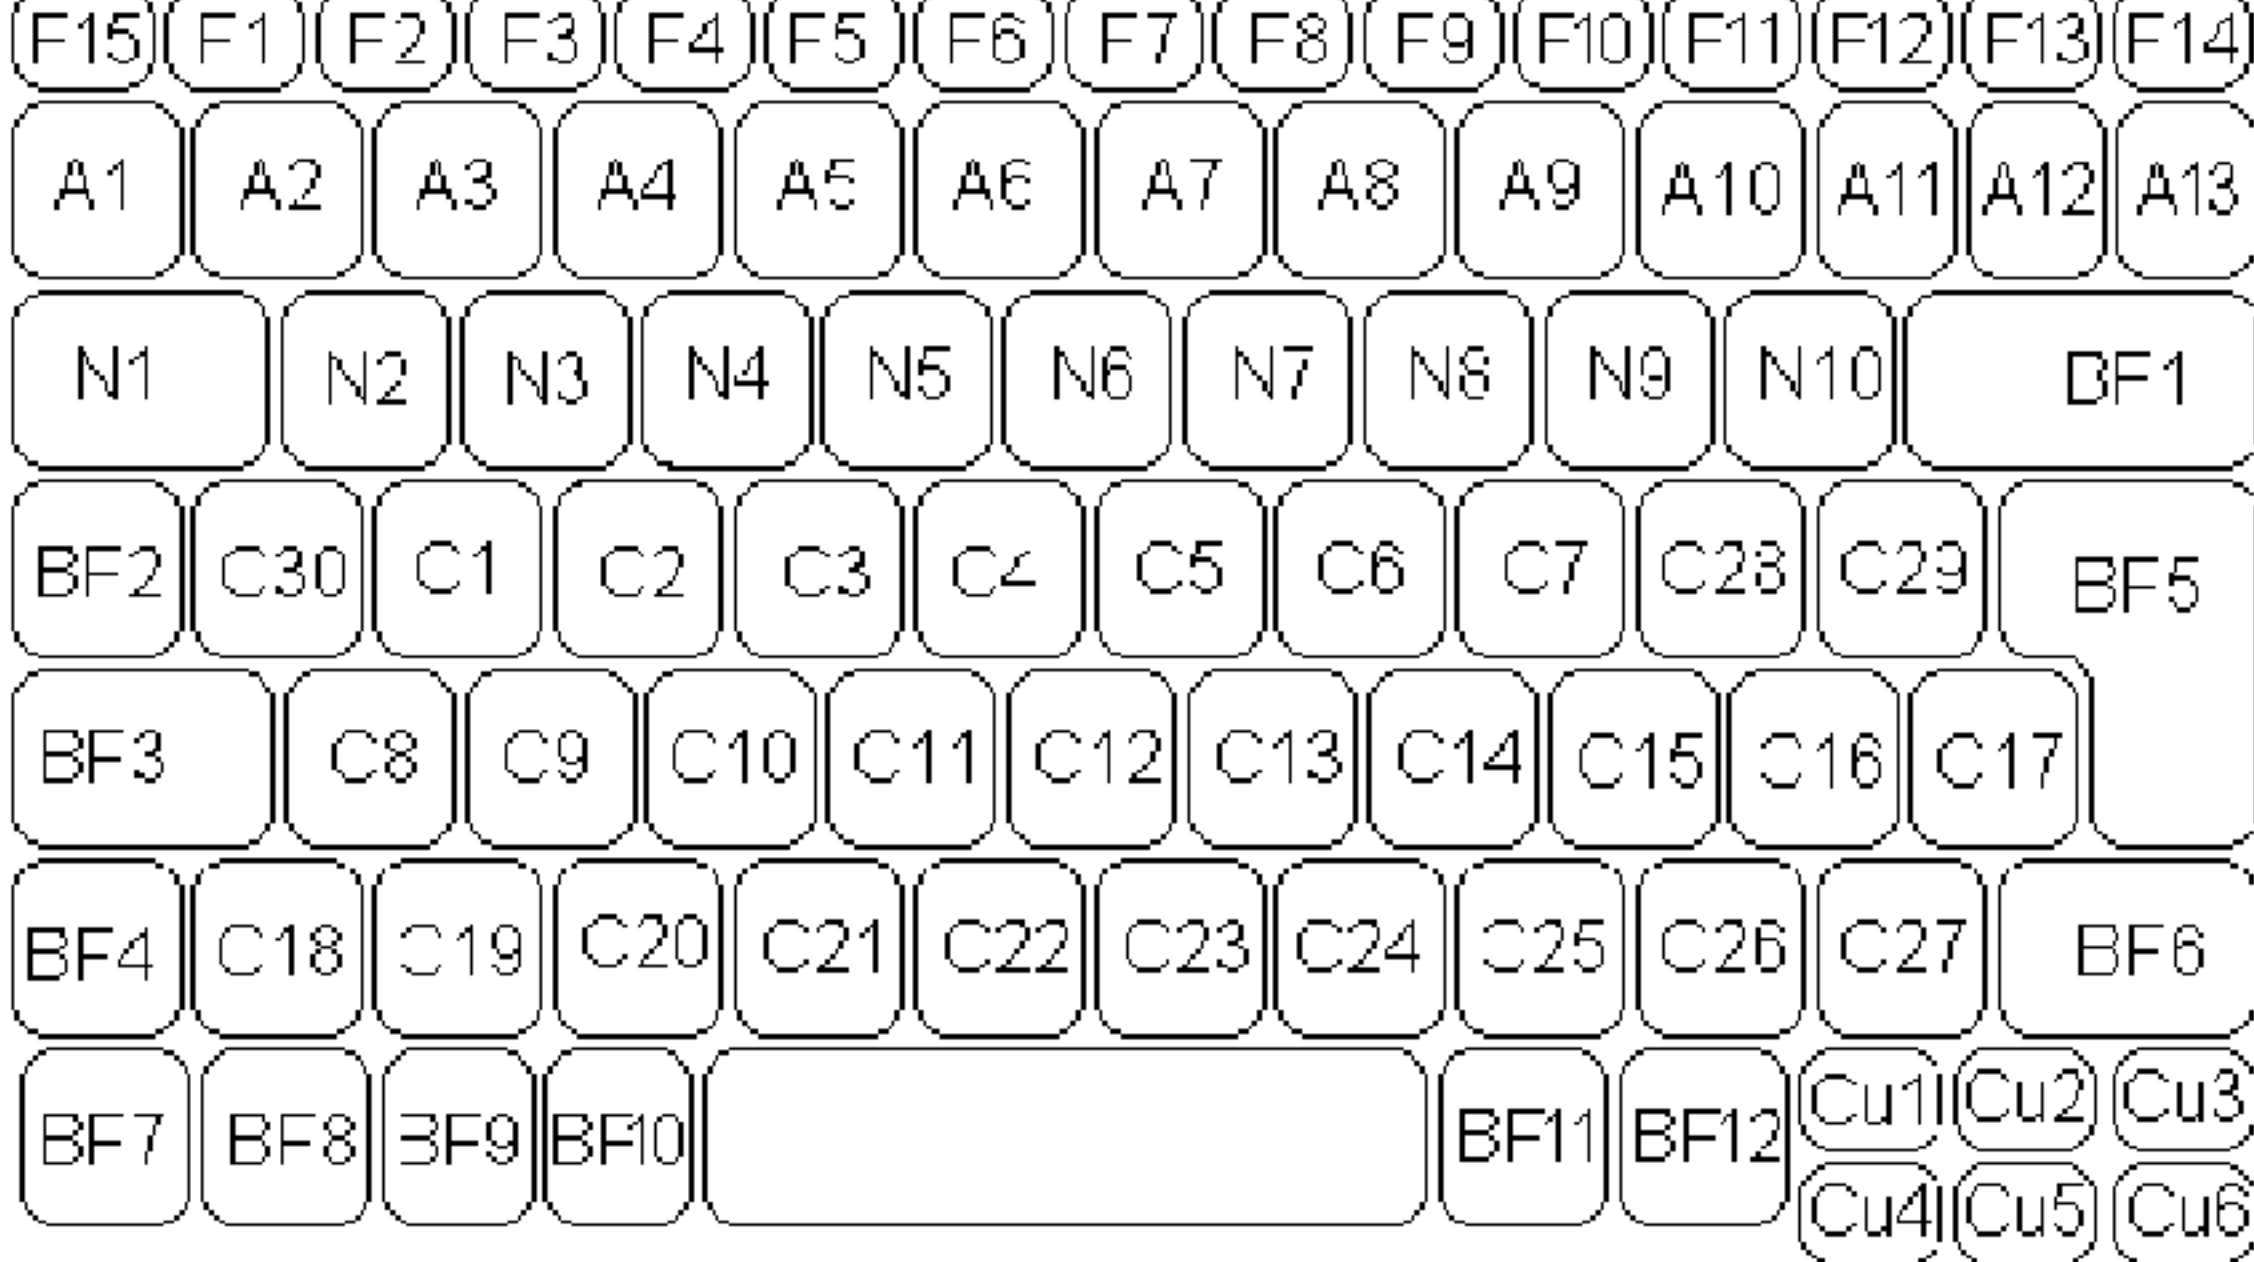 F15 F1 F2 F3 F4 F5 F6 F7 F8 F9 F10 F11 F12 F13 F14
A1 A2 A3 A4 A5 A6 A7 A8 A9 A10 A11 A12 A13
N1 N2 N3 N4 N5 N6 N7 N8 N9 N10 BF1
BF2 C30 C1 C2 C3 C4 C5 C6 C7 C28 C29 BF5
BF3 C8 C9 C10 C11 C12 C13 C14 C15 C16 C17
BF4 C18 C19 C20 C21 C22 C23 C24 C25 C26 C27 BF6
BF7 BF8 BF9 BF10 BF11 BF12 Cu1 Cu2 Cu3
Cu4 Cu5 Cu6